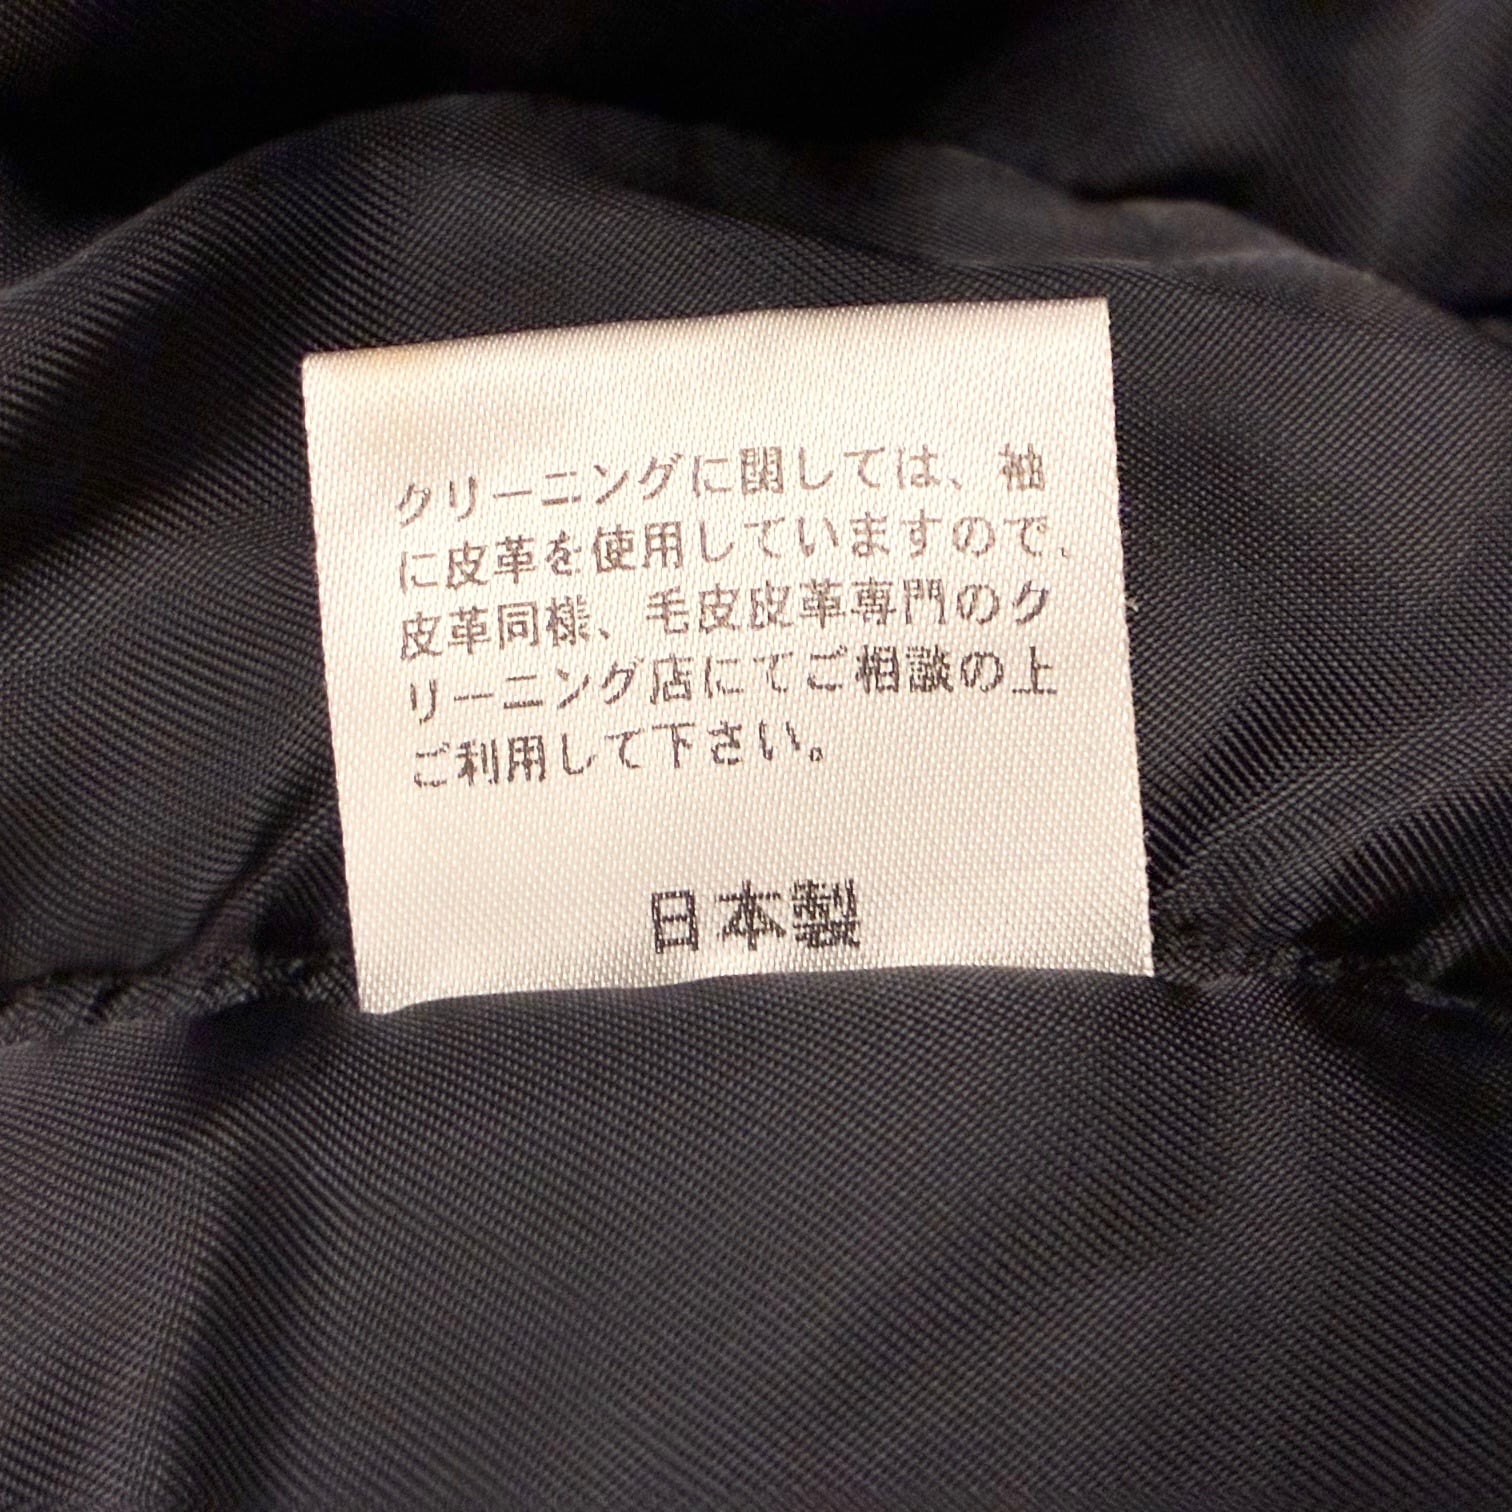 クリーニングに関しては、袖
に皮革を使用していますので、
皮革同様、毛皮皮革専門のク
リーニング店にてご相談の上
ご利用して下さい。
日本製